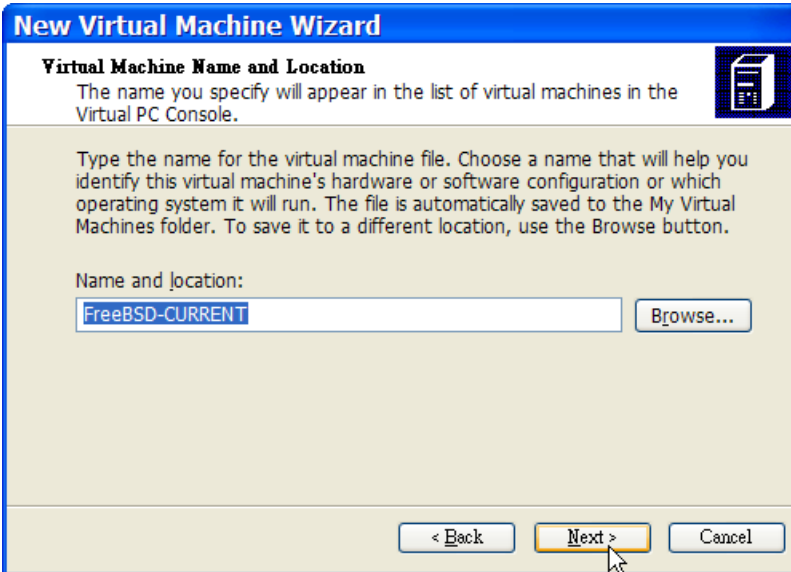 New Virtual Machine Wizard
Virtual Machine Name and Location
The name you specify will appear in the list of virtual machines in the
Virtual PC Console.
Type the name for the virtual machine file. Choose a name that will help you
identify this virtual machine's hardware or software configuration or which
operating system it will run. The file is automatically saved to the My Virtual
Machines folder. To save it to a different location, use the Browse button.
Name and location:
FreeBSD-CURRENT
Browse...
< Back
Next >
Cancel